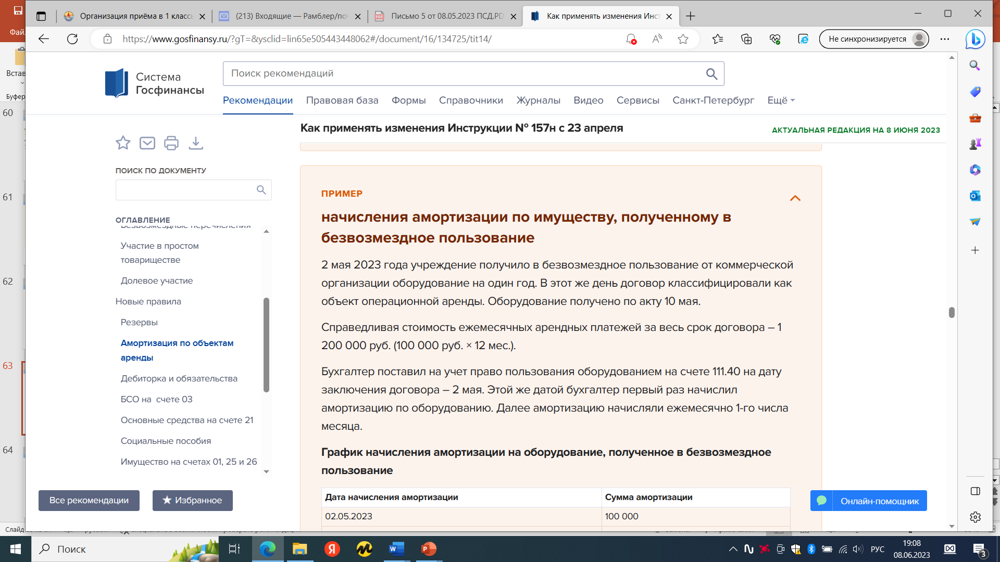 Организация приёма в 1 классы
(213) Входящие — Рамблер/поч
Письмо 5 от 08.05.2023 ПСД.PD
Как применять изменения Инст
Фай
https://www.gosfinansy.ru/?gT=&ysclid=lin65e505443448062#/document/16/134725/tit14/
Не синхронизируется
Встав
Буфер
60
61
62
63
64
Система
Госфинансы
Поиск рекомендаций
Рекомендации Правовая база Формы Справочники Журналы Видео Сервисы Санкт-Петербург Ещё
Как применять изменения Инструкции № 157н с 23 апреля
АКТУАЛЬНАЯ РЕДАКЦИЯ НА 8 ИЮНЯ 2023
ПОИСК ПО ДОКУМЕНТУ
ОГЛАВЛЕНИЕ
Безвозмездные перечисления
Участие в простом
товариществе
Долевое участие
Новые правила
Резервы
Амортизация по объектам
аренды
Дебиторка и обязательства
БСО на счете 03
Основные средства на счете 21
Социальные пособия
Имущество на счетах 01, 25 и 26
Все рекомендации
Избранное
ПРИМЕР
начисления амортизации по имуществу, полученному в
безвозмездное пользование
2 мая 2023 года учреждение получило в безвозмездное пользование от коммерческой
организации оборудование на один год. В этот же день договор классифицировали как
объект операционной аренды. Оборудование получено по акту 10 мая.
Справедливая стоимость ежемесячных арендных платежей за весь срок договора – 1
200 000 руб. (100 000 руб. × 12 мес.).
Бухгалтер поставил на учет право пользования оборудованием на счете 111.40 на дату
заключения договора – 2 мая. Этой же датой бухгалтер первый раз начислил
амортизацию по оборудованию. Далее амортизацию начисляли ежемесячно 1-го числа
месяца.
График начисления амортизации на оборудование, полученное в безвозмездное
пользование
Дата начисления амортизации Сумма амортизации
02.05.2023 100 000
Онлайн-помощник
Слайд
Поиск
РУС
19:08
08.06.2023
3